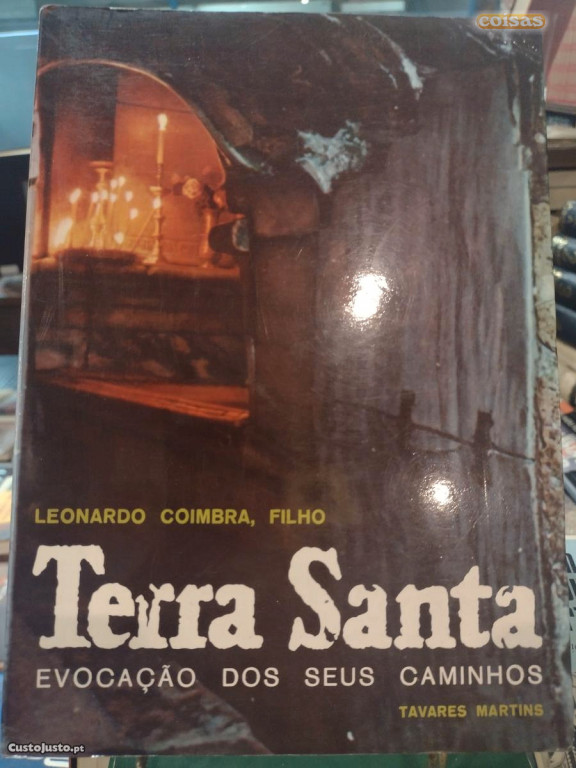 coisas
LEONARDO COIMBRA, FILHO
Terra Santa
EVOCAÇÃO DOS SEUS CAMINHOS
TAVARES MARTINS
CustoJusto.pt